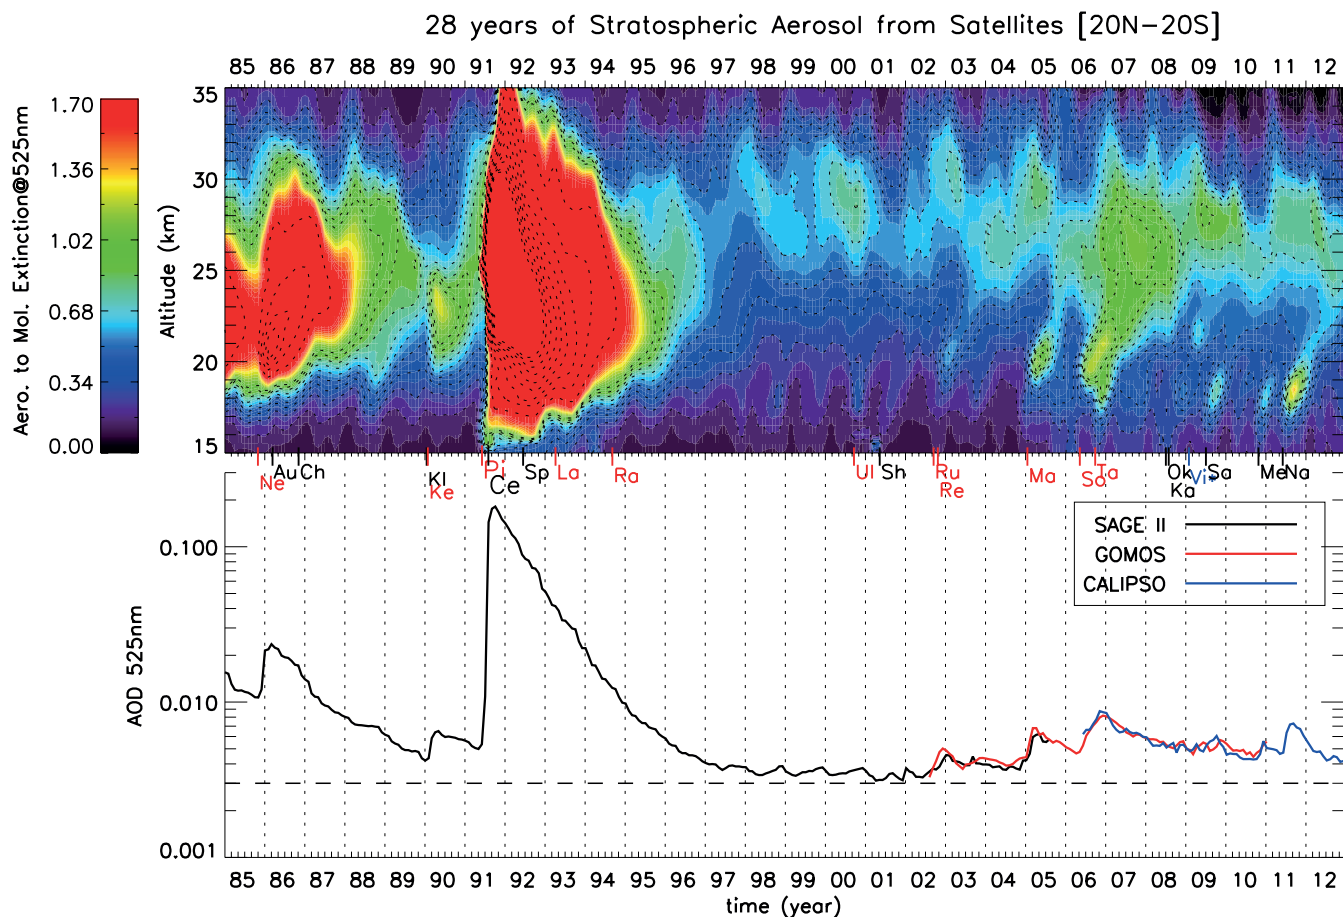 28 years of Stratospheric Aerosol from Satellites [20N−20S]
85 86 87 88 89 90 91 92 93 94 95 96 97 98 99 00 01 02 03 04 05 06 07 08 09 10 11 12
Aero. to Mol. Extinction@525nm
1.70
1.36
1.02
0.68
0.34
0.00
Altitude (km)
35
30
25
20
15
Ne Au Ch Kl Ke Pi Ce Sp La Ra Ul Sh Ru Re Ma So Ta Ok Ka Vi+ Sa Me Na
SAGE II
GOMOS
CALIPSO
AOD 525nm
0.100
0.010
0.001
85 86 87 88 89 90 91 92 93 94 95 96 97 98 99 00 01 02 03 04 05 06 07 08 09 10 11 12
time (year)